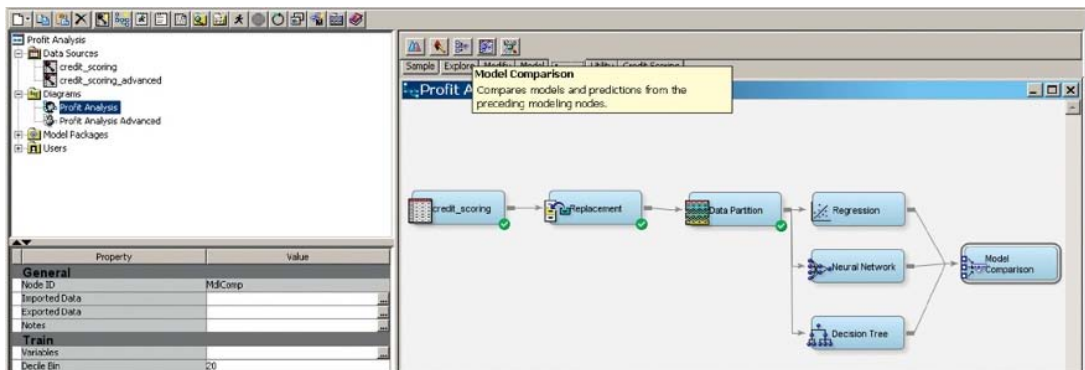 Profit Analysis
Data Sources
credit_scoring
credit_scoring_advanced
Diagrams
Profit Analysis
Profit Analysis Advanced
Model Packages
Users
Property Value
General
Node ID MdlComp
Imported Data ...
Exported Data ...
Notes ...
Train
Variables ...
Decile Bin 20
Sample Explore Modify Model Utility Credit Scoring
Model Comparison
Compares models and predictions from the
preceding modeling nodes.
Profit A
credit_scoring
Replacement
Data Partition
Regression
Neural Network
Decision Tree
Model
Comparison